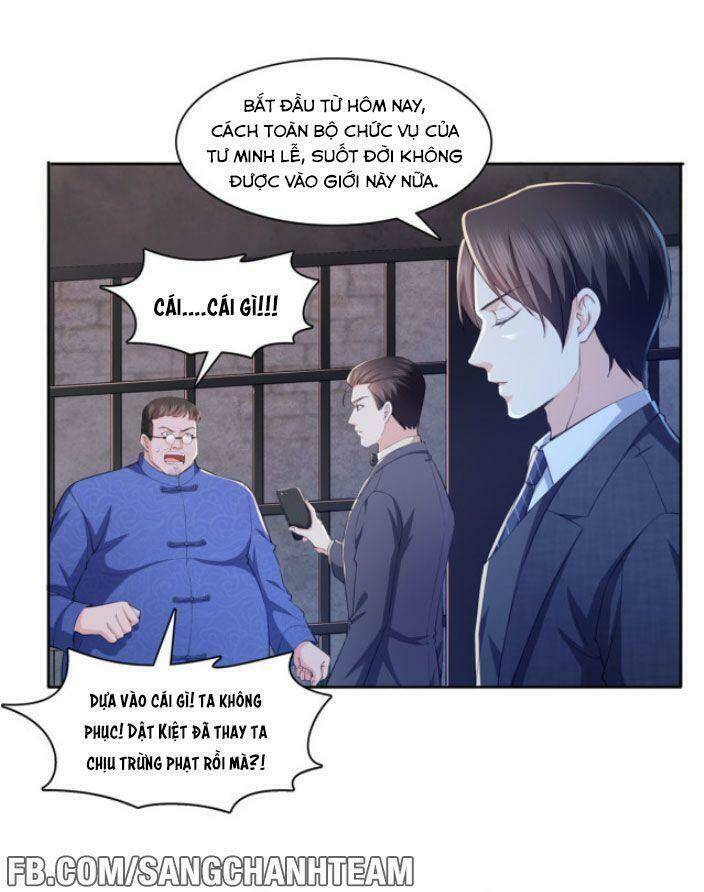 BẮT ĐẦU TỪ HÔM NAY,
CÁCH TOÀN BỘ CHỨC VỤ CỦA
TƯ MINH LỄ, SUỐT ĐỜI KHÔNG
ĐƯỢC VÀO GIỚI NÀY NỮA.
CÁI....CÁI GÌ!!!
DỰA VÀO CÁI GÌ! TA KHÔNG
PHỤC! DẬT KIỆT ĐÃ THAY TA
CHỊU TRỪNG PHẠT RỒI MÀ?!
FB.COM/SANGCHANHTEAM